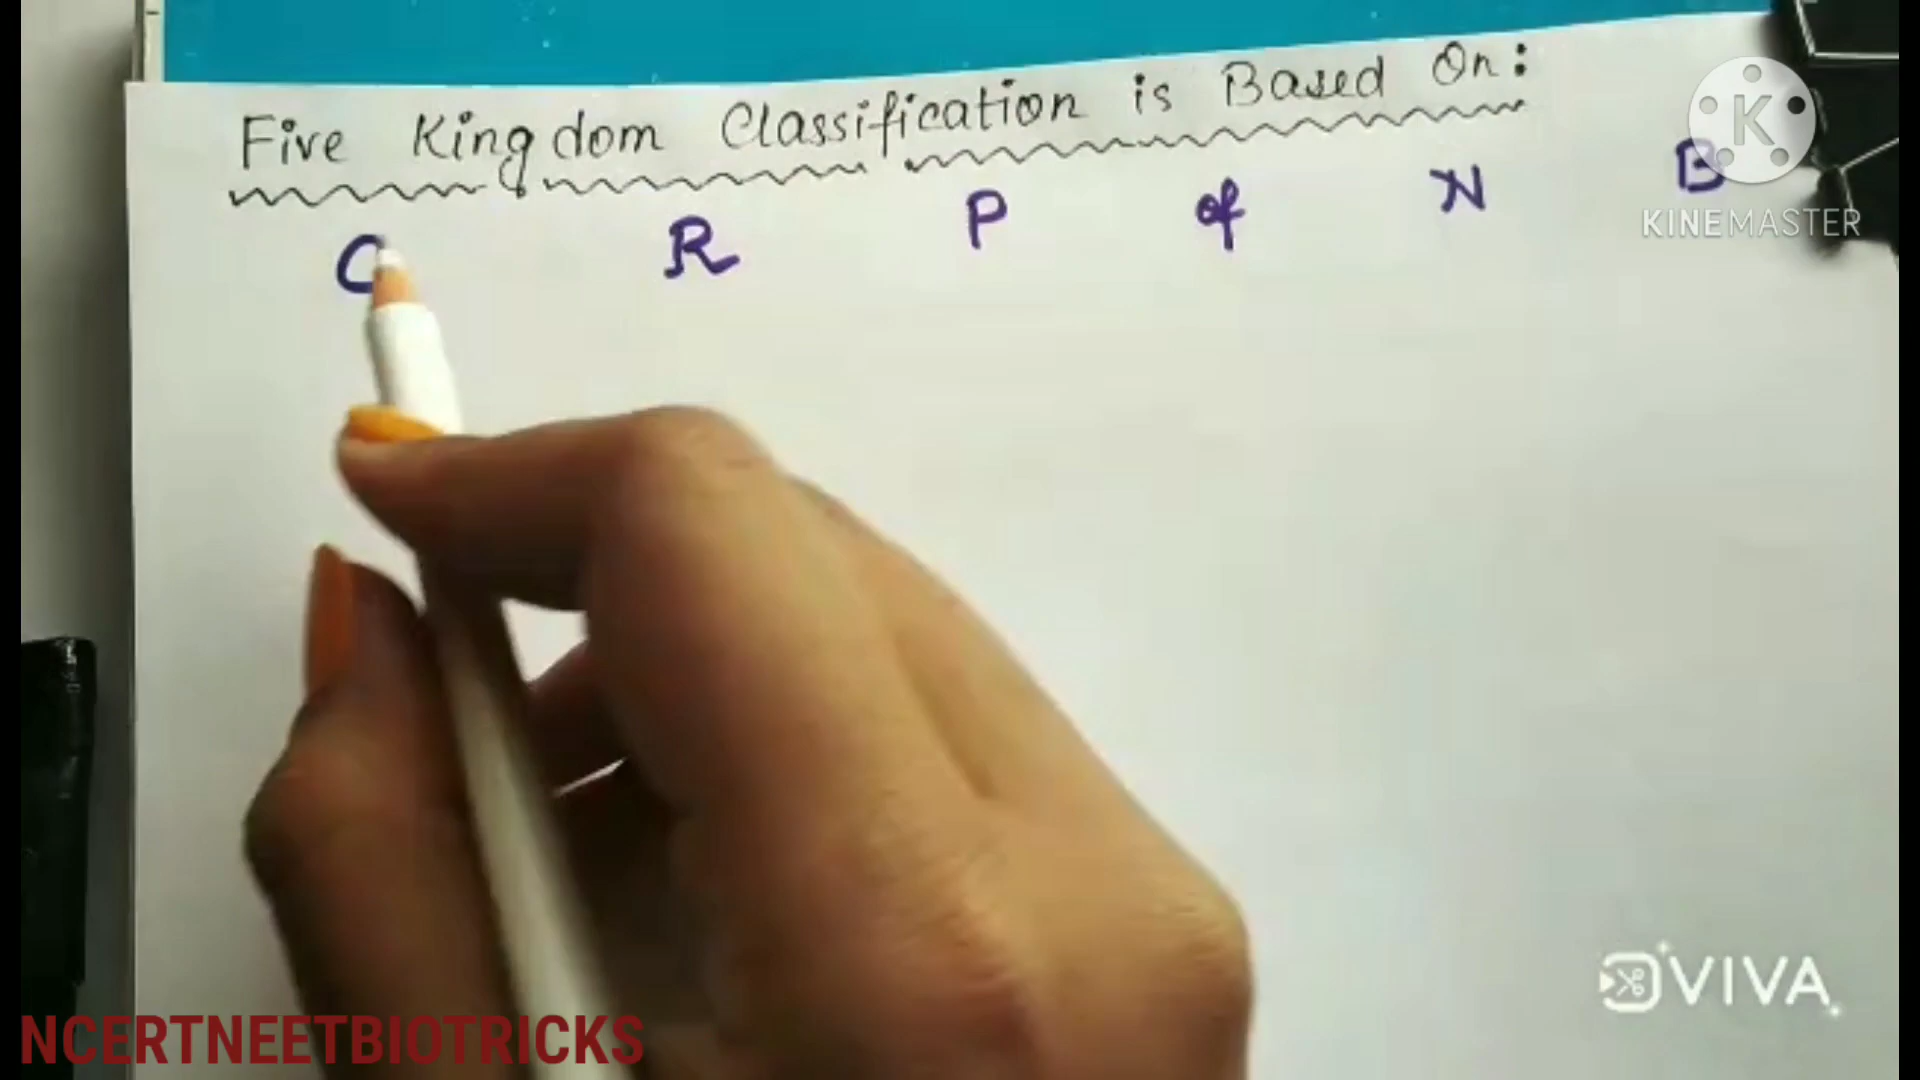 Five Kingdom Classification is Based On:
C R P of N B
K
KINEMASTER
VIVA
NCERTNEETBIOTRICKS